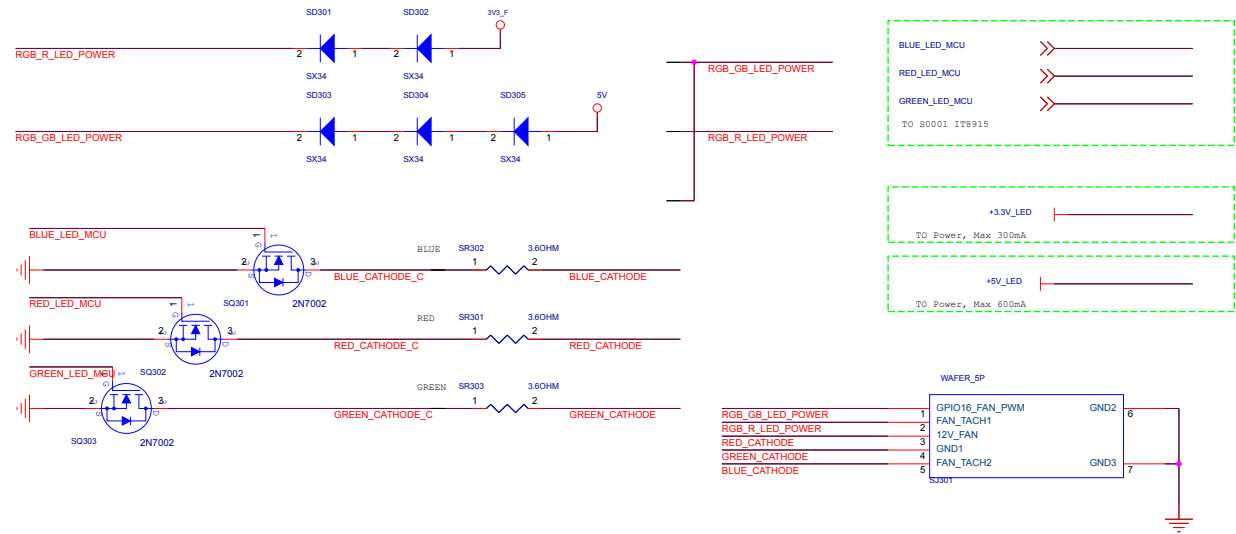 SD301 SD302 3V3_F
2 1 2 1
RGB_R_LED_POWER
SX34 SX34
SD303 SD304 SD305 5V
2 1 2 1 2 1
RGB_GB_LED_POWER
SX34 SX34 SX34
RGB_GB_LED_POWER
RGB_R_LED_POWER
BLUE_LED_MCU
RED_LED_MCU
GREEN_LED_MCU
TO S0001 IT8915
+3.3V_LED
TO Power, Max 300mA
+5V_LED
TO Power, Max 600mA
BLUE_LED_MCU 1 1 G
BLUE SR302 3.6OHM
2 S 3 D 1 2
BLUE_CATHODE_C BLUE_CATHODE
SQ301 2N7002
RED_LED_MCU 1 1 G
RED SR301 3.6OHM
2 S 3 D 1 2
RED_CATHODE_C RED_CATHODE
SQ302 2N7002
GREEN_LED_MCU 1 1 G
GREEN SR303 3.6OHM
2 S 3 D 1 2
GREEN_CATHODE_C GREEN_CATHODE
SQ303 2N7002
WAFER_5P
RGB_GB_LED_POWER 1 GPIO16_FAN_PWM GND2 6
RGB_R_LED_POWER 2 FAN_TACH1
RED_CATHODE 3 12V_FAN
GREEN_CATHODE 4 GND1
BLUE_CATHODE 5 FAN_TACH2 GND3 7
SJ301